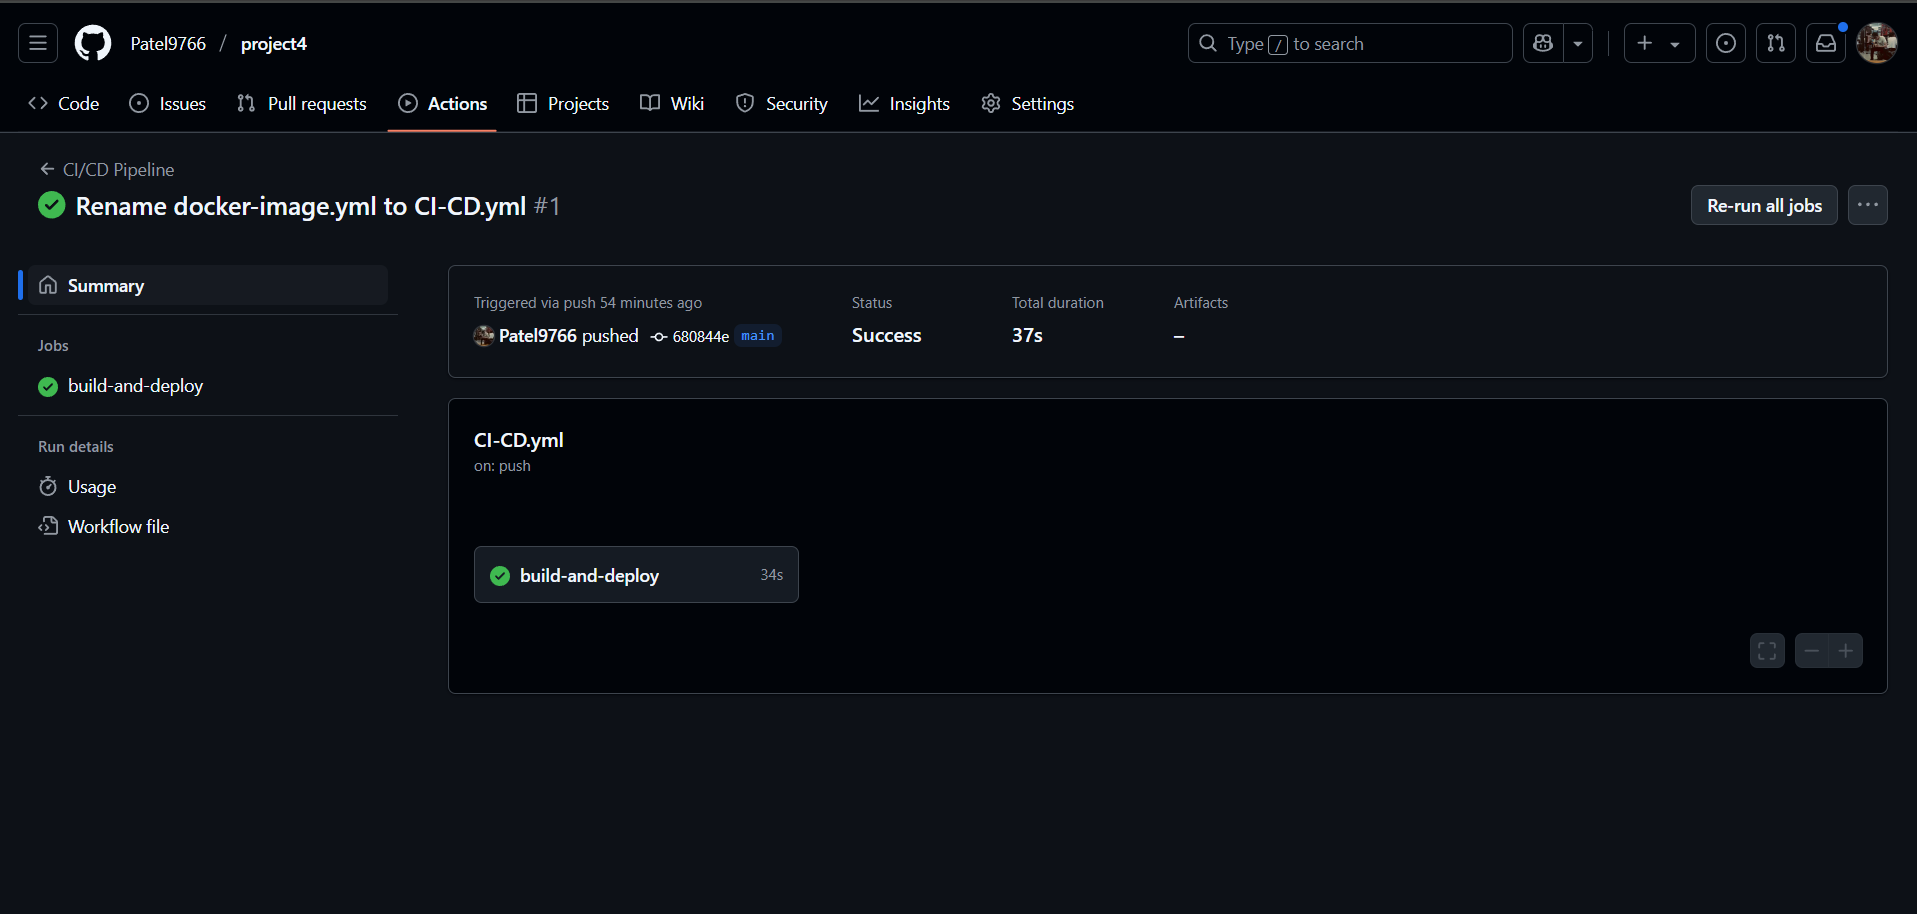 Patel9766 / project4
Type / to search
Code Issues Pull requests Actions Projects Wiki Security Insights Settings
← CI/CD Pipeline
Rename docker-image.yml to CI-CD.yml #1
Re-run all jobs
Summary
Jobs
build-and-deploy
Run details
Usage
Workflow file
Triggered via push 54 minutes ago
Patel9766 pushed 680844e main
Status
Success
Total duration
37s
Artifacts
–
CI-CD.yml
on: push
build-and-deploy 34s